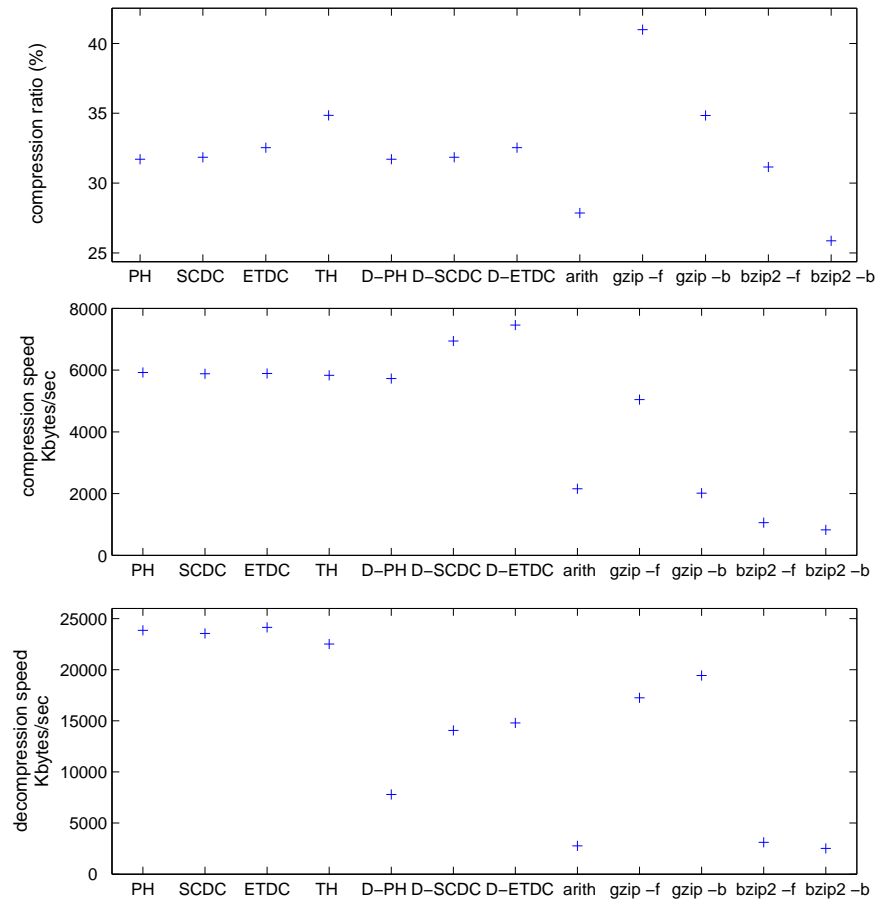 compression ratio (%)
40
35
30
25
PH SCDC ETDC TH D−PH D−SCDC D−ETDC arith gzip −f gzip −b bzip2 −f bzip2 −b
compression speed
Kbytes/sec
8000
6000
4000
2000
0
PH SCDC ETDC TH D−PH D−SCDC D−ETDC arith gzip −f gzip −b bzip2 −f bzip2 −b
decompression speed
Kbytes/sec
25000
20000
15000
10000
5000
0
PH SCDC ETDC TH D−PH D−SCDC D−ETDC arith gzip −f gzip −b bzip2 −f bzip2 −b